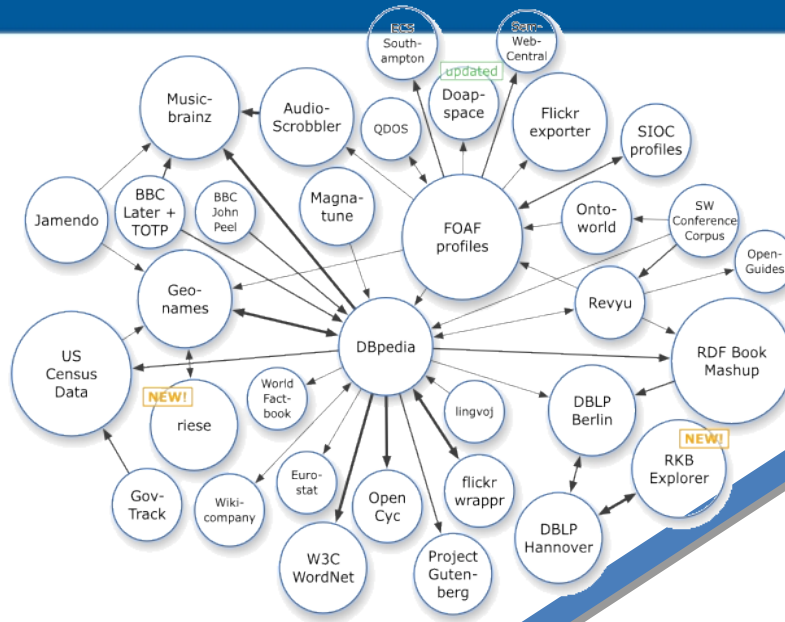 South-
ampton
Web-
Central
updated
Doap-
space
Music-
brainz
Audio-
Scrobbler
QDOS
Flickr
exporter
SIOC
profiles
Jamendo
BBC
Later +
TOTP
BBC
John
Peel
Magna-
tune
FOAF
profiles
Onto-
world
SW
Conference
Corpus
Open-
Guides
Geo-
names
Revyu
DBpedia
US
Census
Data
RDF Book
Mashup
NEW!
riese
World
Fact-
book
lingvoj
DBLP
Berlin
NEW!
RKB
Explorer
Gov-
Track
Wiki-
company
Euro-
stat
Open
Cyc
flickr
wrappr
DBLP
Hannover
W3C
WordNet
Project
Guten-
berg